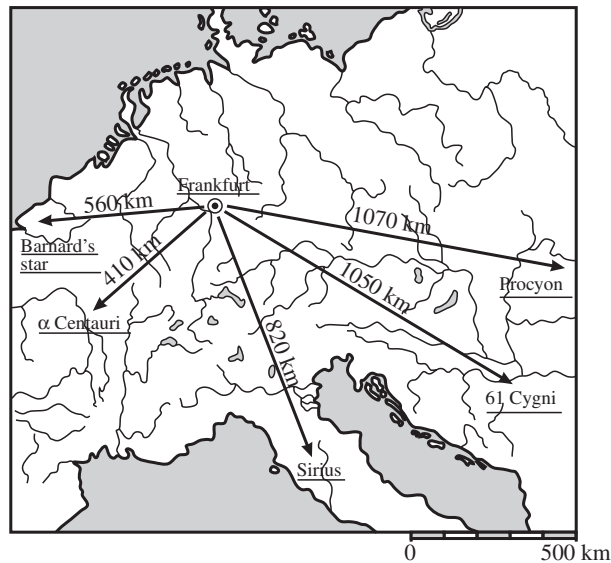 Frankfurt
560 km
1070 km
Barnard's
star
410 km
1050 km
Procyon
α Centauri
820 km
61 Cygni
Sirius
0 500 km